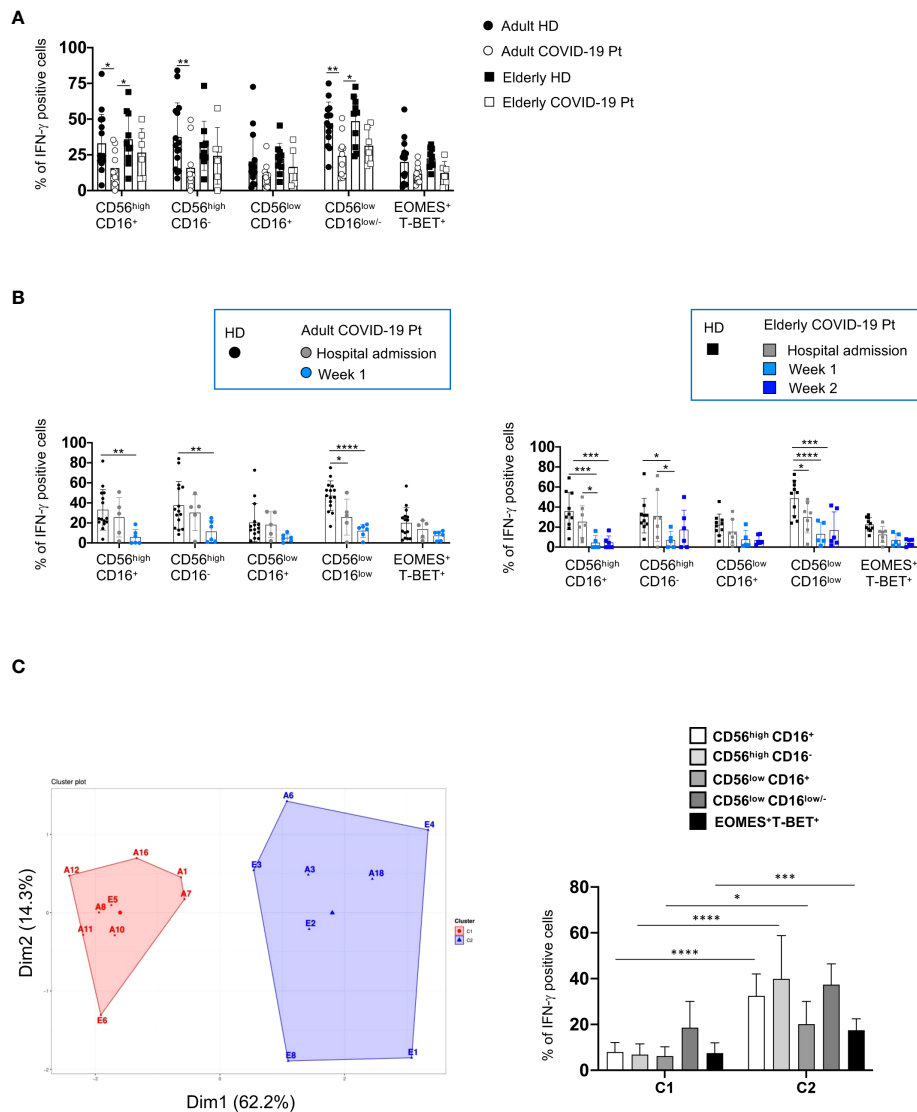 A
Adult HD
Adult COVID-19 Pt
Elderly HD
Elderly COVID-19 Pt
% of IFN-γ positive cells
100
75
50
25
0
* * ** ** *
CD56high CD56high CD56low CD56low EOMES+
CD16+ CD16- CD16+ CD16low/- T-BET+
B
HD Adult COVID-19 Pt
Hospital admission
Week 1
HD Elderly COVID-19 Pt
Hospital admission
Week 1
Week 2
% of IFN-γ positive cells
100
80
60
40
20
0
** ** **** *
CD56high CD56high CD56low CD56low EOMES+
CD16+ CD16- CD16+ CD16low T-BET+
% of IFN-γ positive cells
100
80
60
40
20
0
*** *** * * * *** **** *
CD56high CD56high CD56low CD56low EOMES+
CD16+ CD16- CD16+ CD16low T-BET+
C
Cluster plot
A6
E4
A16
A12
A1
E3
A3
A18
A7
E5
A8
E2
A11
A10
E6
E8
E1
1
0
-1
-2
-2 0 2
Dim2 (14.3%)
Dim1 (62.2%)
Cluster
C1
C2
CD56high CD16+
CD56high CD16-
CD56low CD16+
CD56low CD16low/-
EOMES+T-BET+
% of IFN-γ positive cells
80
60
40
20
0
***
*
****
****
C1 C2